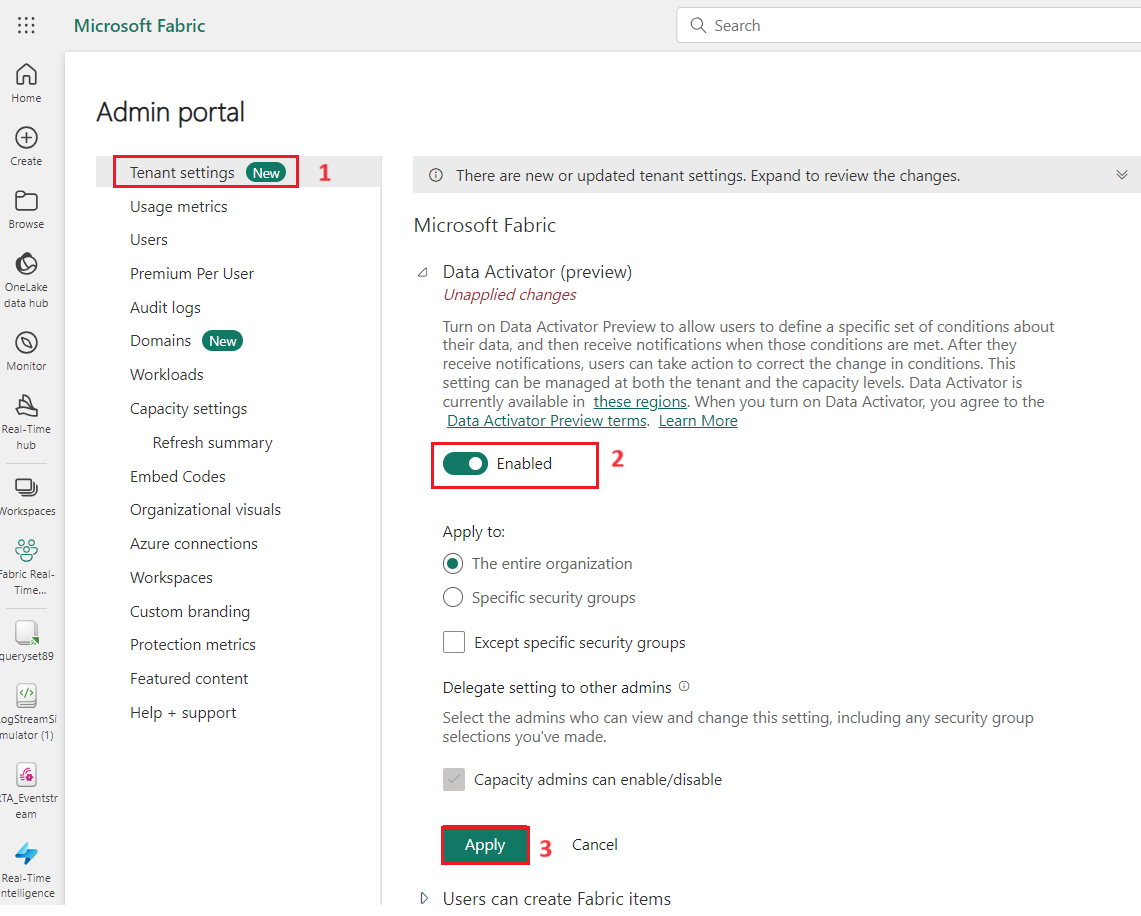 Microsoft Fabric
Search
Home
Create
Browse
OneLake
data hub
Monitor
Real-Time
hub
Workspaces
Fabric Real-
Time...
queryset89
LogStreamSi
mulator (1)
RTA_Eventstr
eam
Real-Time
Intelligence
Admin portal
Tenant settings New 1
Usage metrics
Users
Premium Per User
Audit logs
Domains New
Workloads
Capacity settings
Refresh summary
Embed Codes
Organizational visuals
Azure connections
Workspaces
Custom branding
Protection metrics
Featured content
Help + support
There are new or updated tenant settings. Expand to review the changes.
Microsoft Fabric
Data Activator (preview)
Unapplied changes
Turn on Data Activator Preview to allow users to define a specific set of conditions about
their data, and then receive notifications when those conditions are met. After they
receive notifications, users can take action to correct the change in conditions. This
setting can be managed at both the tenant and the capacity levels. Data Activator is
currently available in these regions. When you turn on Data Activator, you agree to the
Data Activator Preview terms. Learn More
Enabled 2
Apply to:
The entire organization
Specific security groups
Except specific security groups
Delegate setting to other admins
Select the admins who can view and change this setting, including any security group
selections you've made.
Capacity admins can enable/disable
Apply 3 Cancel
Users can create Fabric items